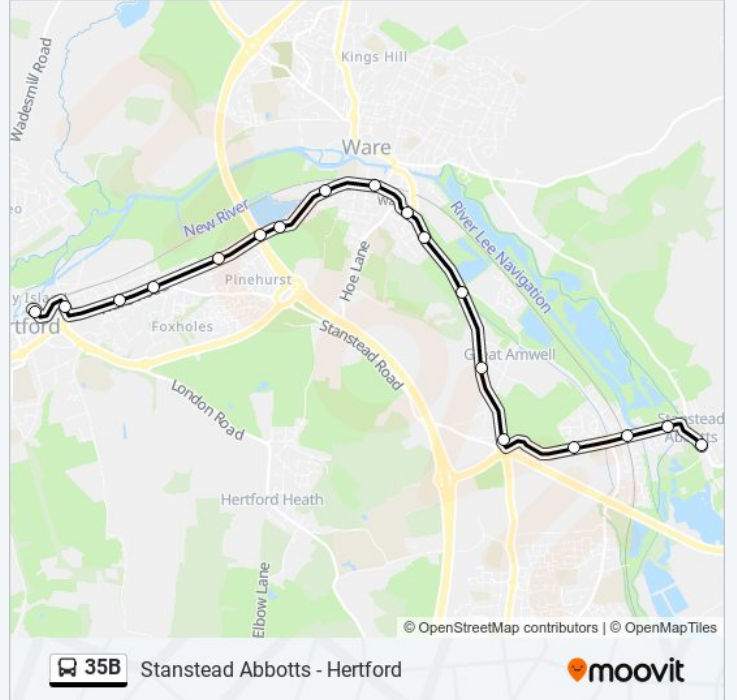 Wadesmill Road
Kings Hill
Ware
New River
River Lee Navigation
Hoe Lane
Pinehurst
tford
Foxholes
Stanstead Road
Great Amwell
London Road
Stanstead
Abbotts
Hertford Heath
Elbow Lane
© OpenStreetMap contributors | © OpenMapTiles
35B Stanstead Abbotts - Hertford
moovit